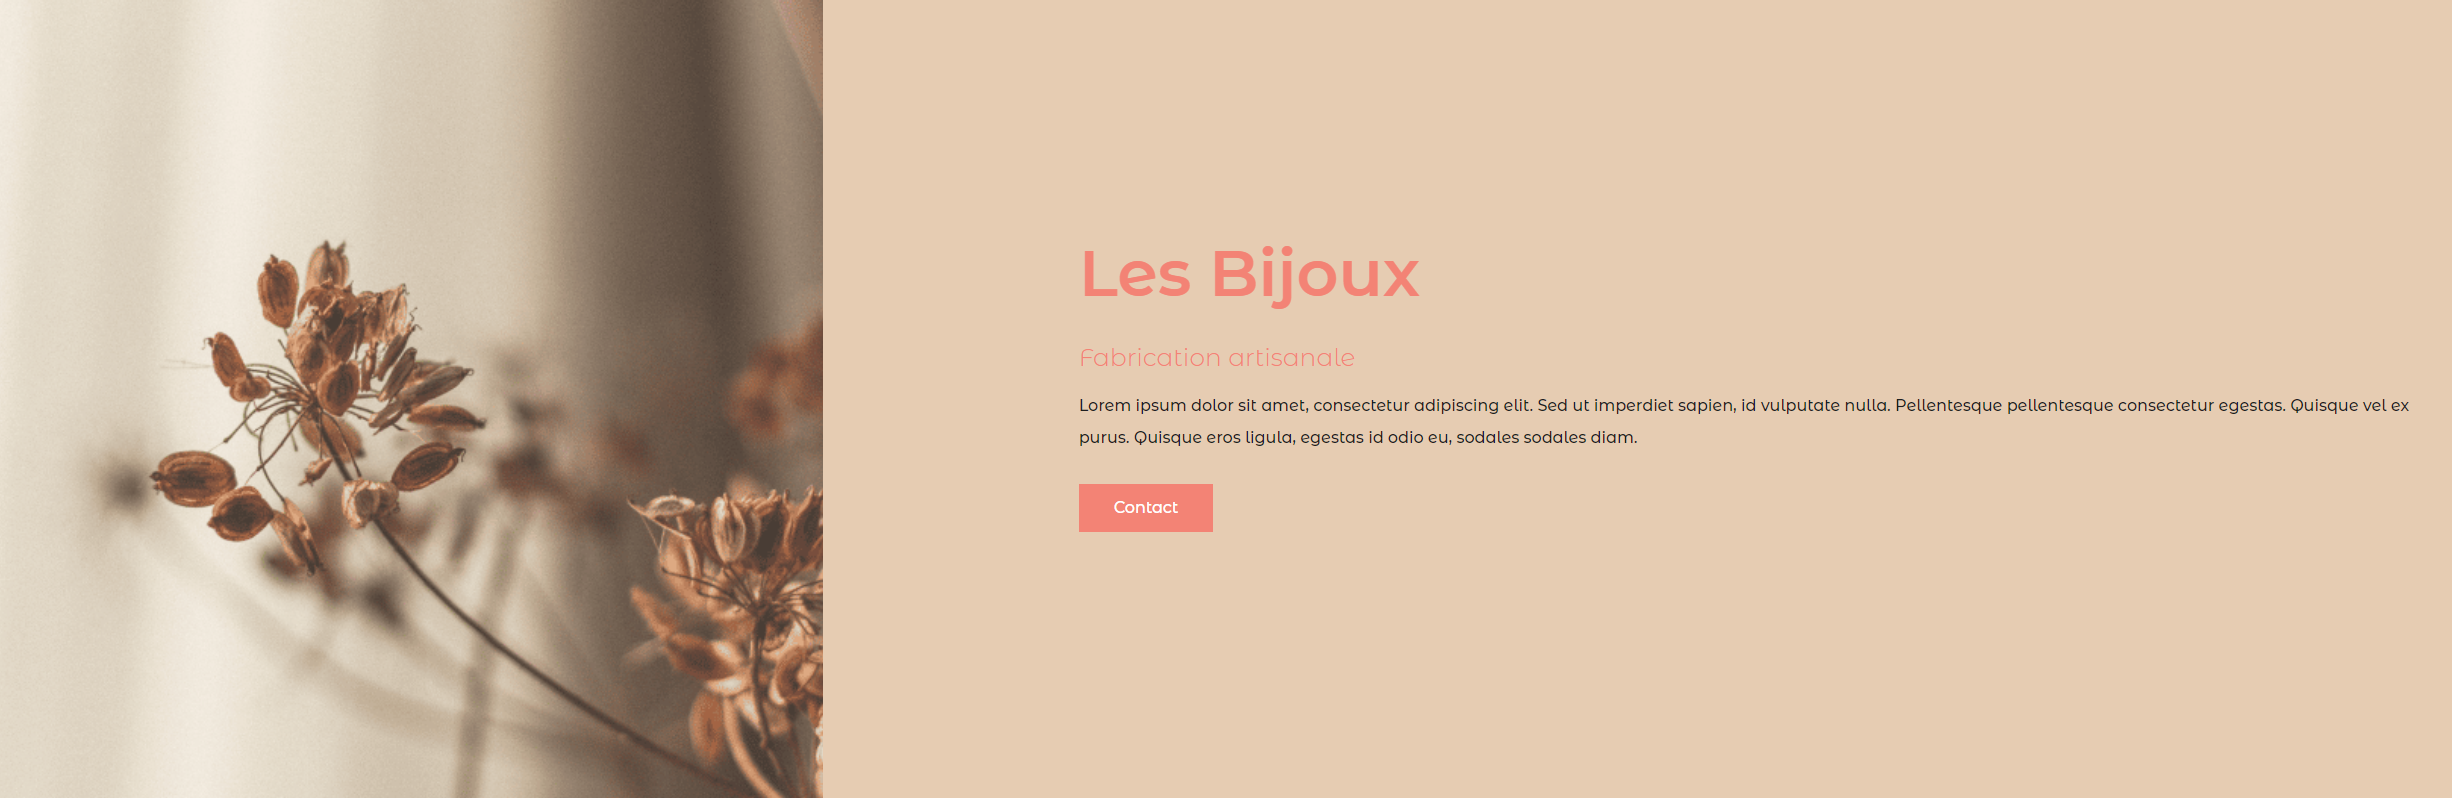 Les Bijoux
Fabrication artisanale
Lorem ipsum dolor sit amet, consectetur adipiscing elit. Sed ut imperdiet sapien, id vulputate nulla. Pellentesque pellentesque consectetur egestas. Quisque vel ex
purus. Quisque eros ligula, egestas id odio eu, sodales sodales diam.
Contact